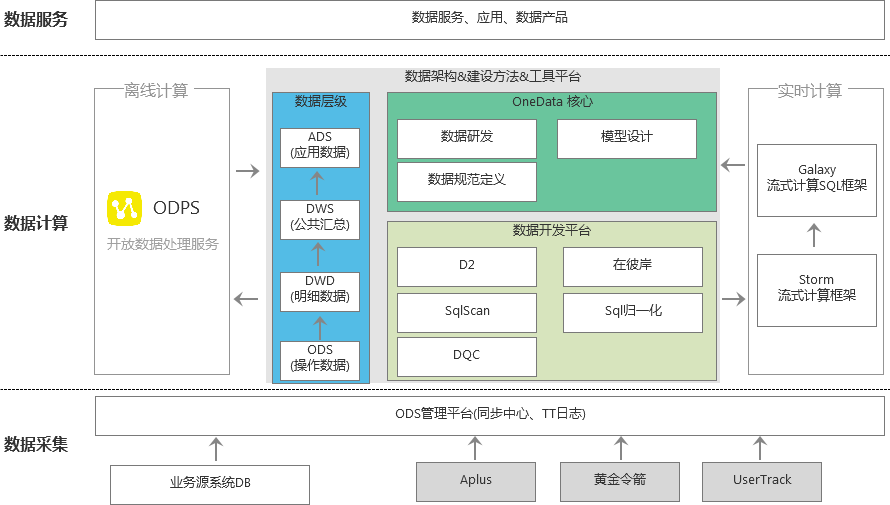 数据服务
数据服务、应用、数据产品
数据计算
离线计算
ODPS
开放数据处理服务
数据架构&建设方法&工具平台
数据层级
ADS
(应用数据)
DWS
(公共汇总)
DWD
(明细数据)
ODS
(操作数据)
OneData 核心
数据研发
模型设计
数据规范定义
数据开发平台
D2
在彼岸
SqlScan
Sql归一化
DQC
实时计算
Galaxy
流式计算SQL框架
Storm
流式计算框架
数据采集
ODS管理平台(同步中心、TT日志)
业务源系统DB
Aplus
黄金令箭
UserTrack